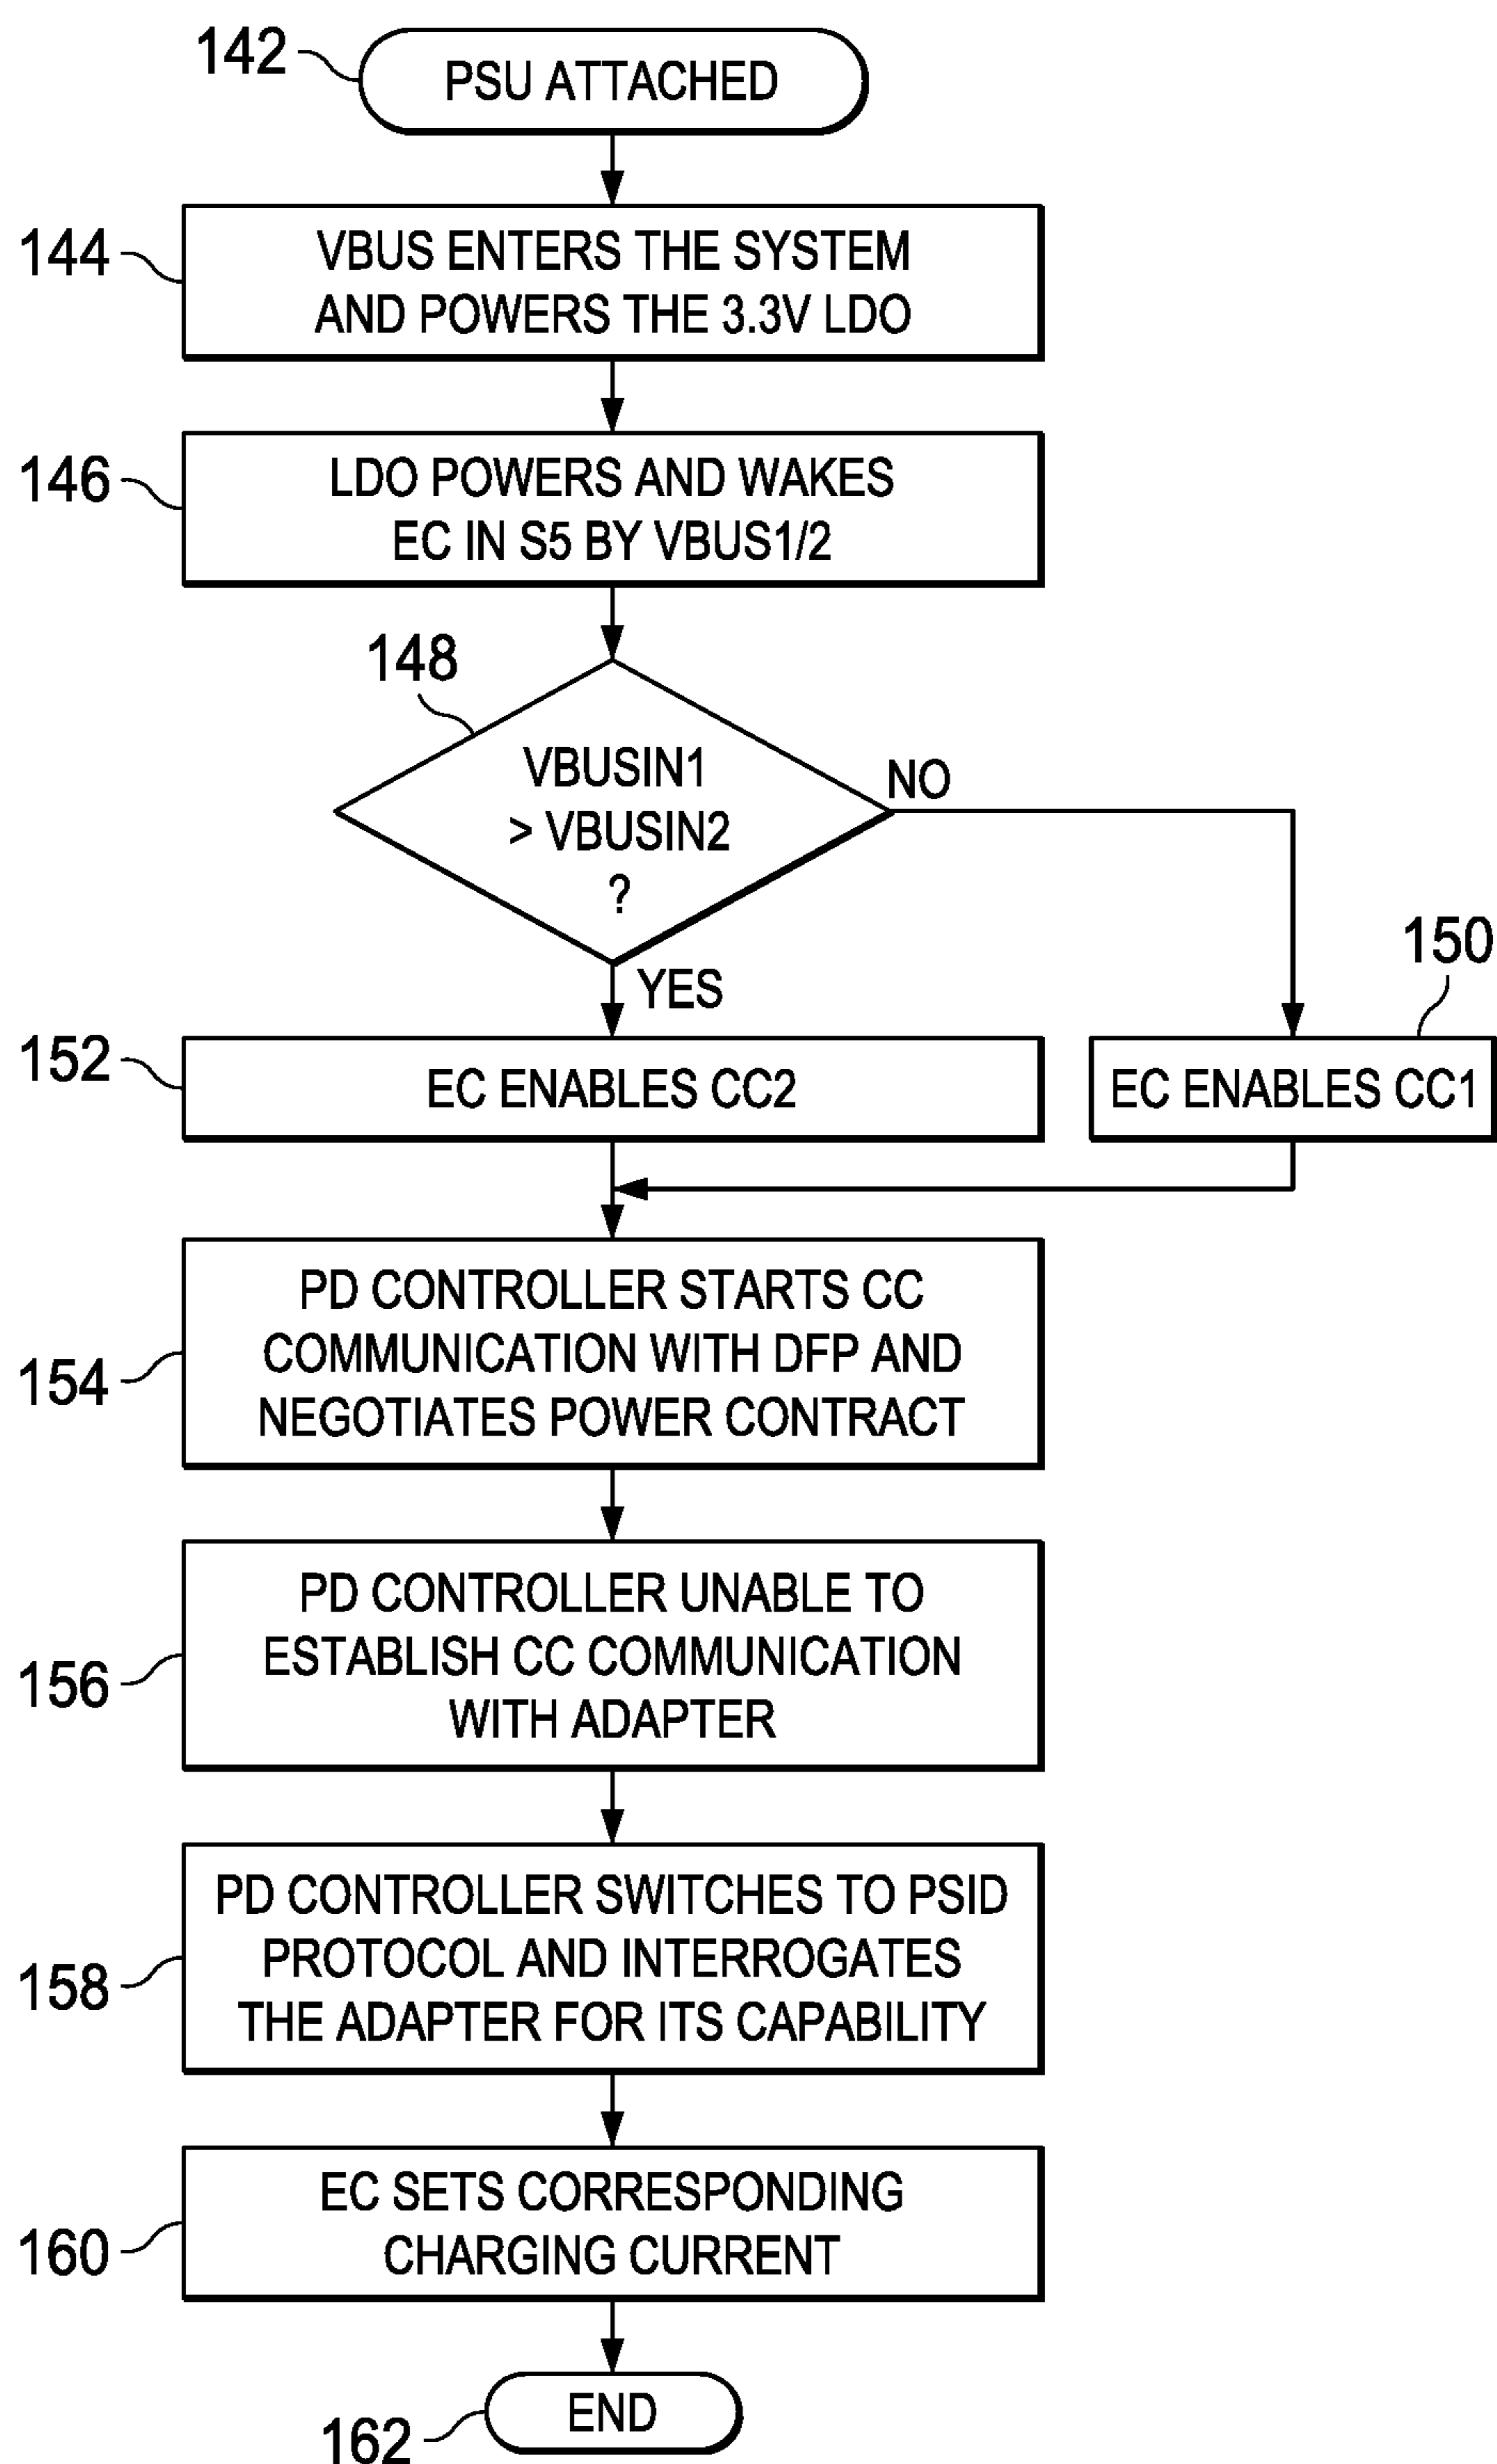 142
PSU ATTACHED
144
VBUS ENTERS THE SYSTEM
AND POWERS THE 3.3V LDO
146
LDO POWERS AND WAKES
EC IN S5 BY VBUS1/2
148
VBUSIN1
> VBUSIN2
?
NO
YES
150
152
EC ENABLES CC2
EC ENABLES CC1
154
PD CONTROLLER STARTS CC
COMMUNICATION WITH DFP AND
NEGOTIATES POWER CONTRACT
156
PD CONTROLLER UNABLE TO
ESTABLISH CC COMMUNICATION
WITH ADAPTER
158
PD CONTROLLER SWITCHES TO PSID
PROTOCOL AND INTERROGATES
THE ADAPTER FOR ITS CAPABILITY
160
EC SETS CORRESPONDING
CHARGING CURRENT
END
162